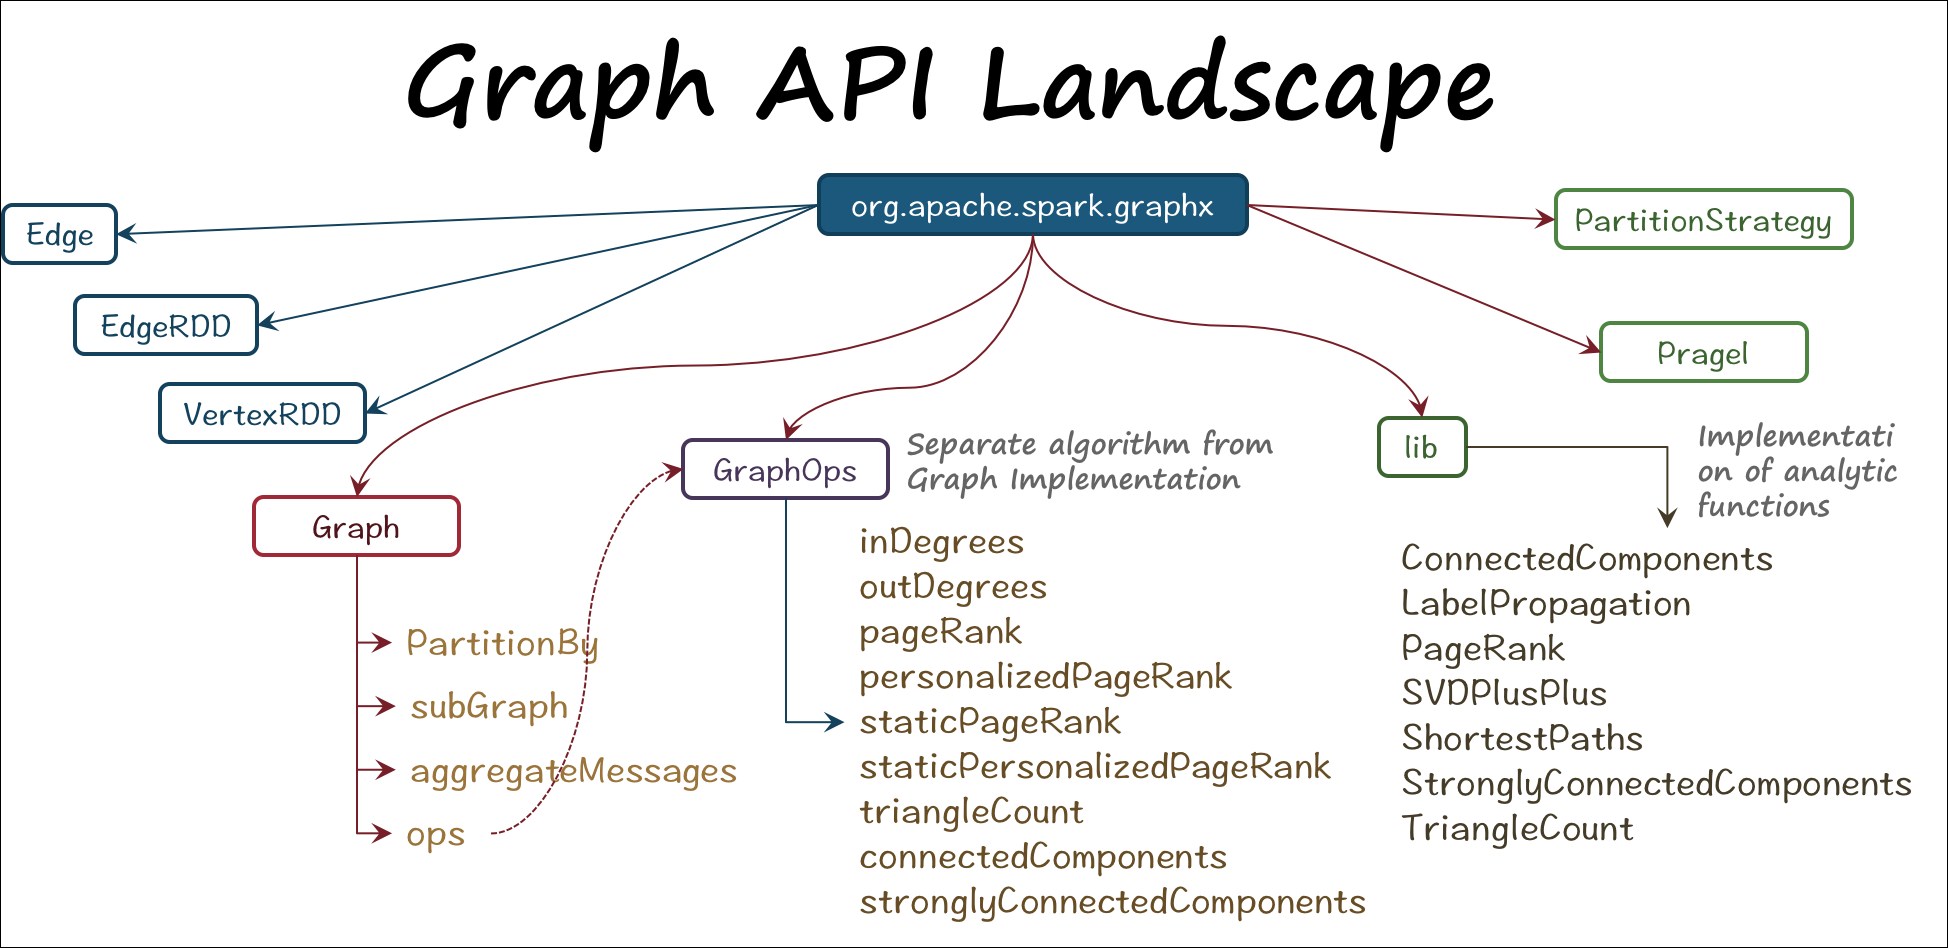 Graph API Landscape
org.apache.spark.graphx
Edge
EdgeRDD
VertexRDD
PartitionStrategy
Pragel
Graph
PartitionBy
subGraph
aggregateMessages
ops
GraphOps
Separate algorithm from
Graph Implementation
inDegrees
outDegrees
pageRank
personalizedPageRank
staticPageRank
staticPersonalizedPageRank
triangleCount
connectedComponents
stronglyConnectedComponents
lib
Implementati
on of analytic
functions
ConnectedComponents
LabelPropagation
PageRank
SVDPlusPlus
ShortestPaths
StronglyConnectedComponents
TriangleCount